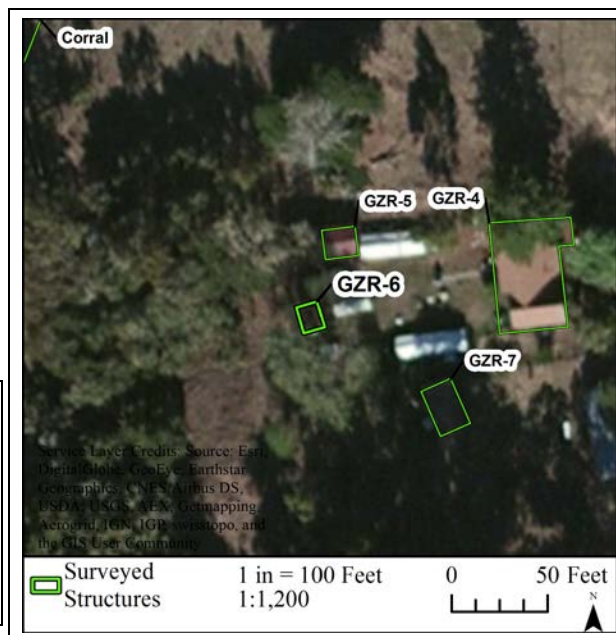 Corral
GZR-5
GZR-4
GZR-6
GZR-7
Service Layer Credits: Source: Esri,
DigitalGlobe, GeoEye, Earthstar
Geographics, CNES/Airbus DS,
USDA, USGS, AEX, Getmapping,
Aerogrid, IGN, IGP, swisstopo, and
the GIS User Community
Surveyed
Structures
1 in = 100 Feet
1:1,200
0 50 Feet
N